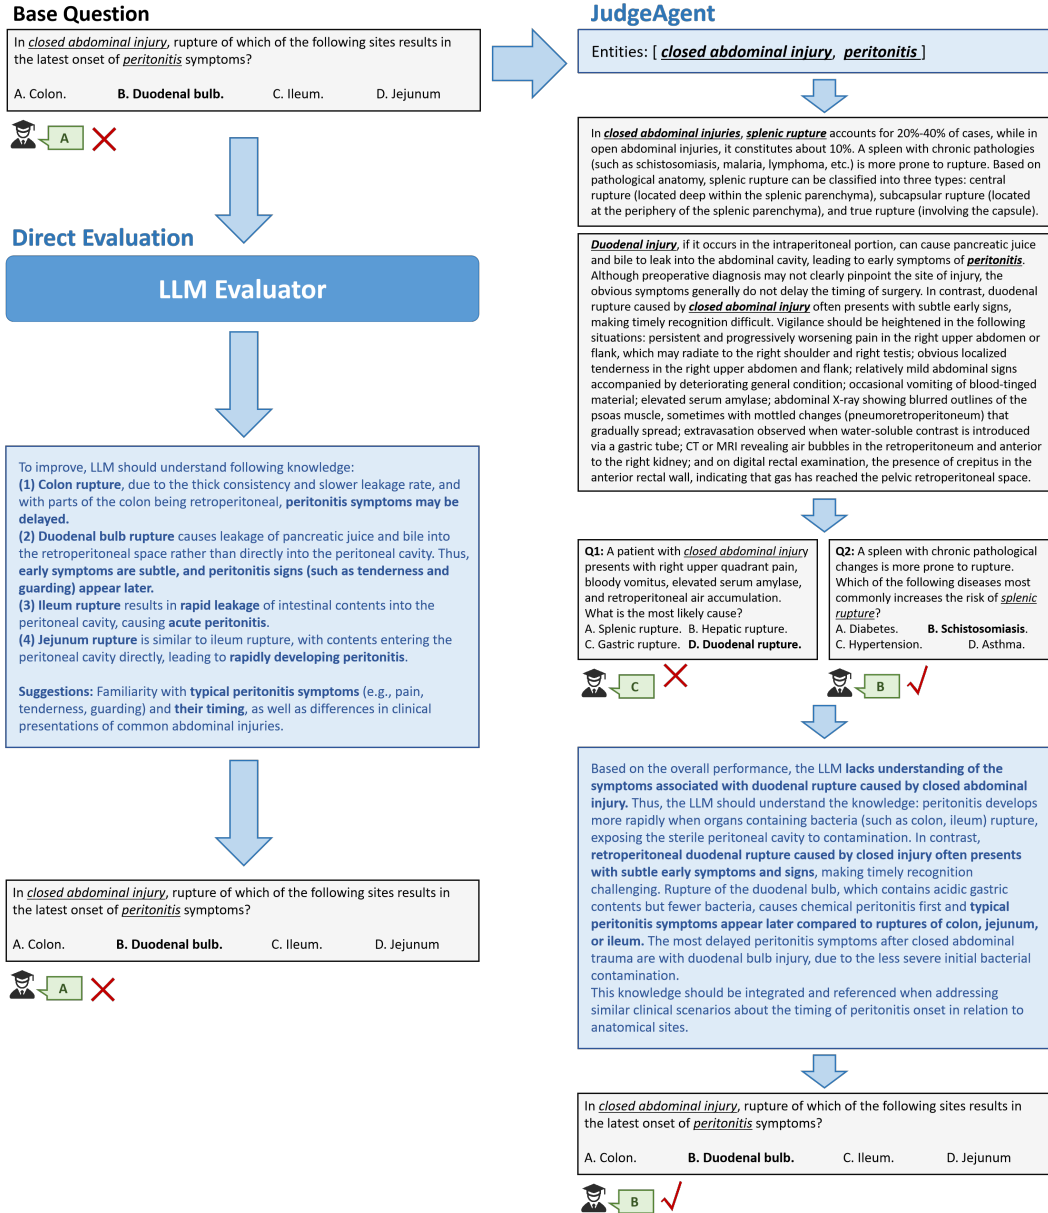 Base Question
In closed abdominal injury, rupture of which of the following sites results in
the latest onset of peritonitis symptoms?
A. Colon. B. Duodenal bulb. C. Ileum. D. Jejunum
A
Direct Evaluation
LLM Evaluator
To improve, LLM should understand following knowledge:
(1) Colon rupture, due to the thick consistency and slower leakage rate, and
with parts of the colon being retroperitoneal, peritonitis symptoms may be
delayed.
(2) Duodenal bulb rupture causes leakage of pancreatic juice and bile into
the retroperitoneal space rather than directly into the peritoneal cavity. Thus,
early symptoms are subtle, and peritonitis signs (such as tenderness and
guarding) appear later.
(3) Ileum rupture results in rapid leakage of intestinal contents into the
peritoneal cavity, causing acute peritonitis.
(4) Jejunum rupture is similar to ileum rupture, with contents entering the
peritoneal cavity directly, leading to rapidly developing peritonitis.
Suggestions: Familiarity with typical peritonitis symptoms (e.g., pain,
tenderness, guarding) and their timing, as well as differences in clinical
presentations of common abdominal injuries.
In closed abdominal injury, rupture of which of the following sites results in
the latest onset of peritonitis symptoms?
A. Colon. B. Duodenal bulb. C. Ileum. D. Jejunum
A
JudgeAgent
Entities: [ closed abdominal injury, peritonitis ]
In closed abdominal injuries, splenic rupture accounts for 20%-40% of cases, while in
open abdominal injuries, it constitutes about 10%. A spleen with chronic pathologies
(such as schistosomiasis, malaria, lymphoma, etc.) is more prone to rupture. Based on
pathological anatomy, splenic rupture can be classified into three types: central
rupture (located deep within the splenic parenchyma), subcapsular rupture (located
at the periphery of the splenic parenchyma), and true rupture (involving the capsule).
Duodenal injury, if it occurs in the intraperitoneal portion, can cause pancreatic juice
and bile to leak into the abdominal cavity, leading to early symptoms of peritonitis.
Although preoperative diagnosis may not clearly pinpoint the site of injury, the
obvious symptoms generally do not delay the timing of surgery. In contrast, duodenal
rupture caused by closed abominal injury often presents with subtle early signs,
making timely recognition difficult. Vigilance should be heightened in the following
situations: persistent and progressively worsening pain in the right upper abdomen or
flank, which may radiate to the right shoulder and right testis; obvious localized
tenderness in the right upper abdomen and flank; relatively mild abdominal signs
accompanied by deteriorating general condition; occasional vomiting of blood-tinged
material; elevated serum amylase; abdominal X-ray showing blurred outlines of the
psoas muscle, sometimes with mottled changes (pneumoretroperitoneum) that
gradually spread; extravasation observed when water-soluble contrast is introduced
via a gastric tube; CT or MRI revealing air bubbles in the retroperitoneum and anterior
to the right kidney; and on digital rectal examination, the presence of crepitus in the
anterior rectal wall, indicating that gas has reached the pelvic retroperitoneal space.
Q1: A patient with closed abdominal injury
presents with right upper quadrant pain,
bloody vomitus, elevated serum amylase,
and retroperitoneal air accumulation.
What is the most likely cause?
A. Splenic rupture. B. Hepatic rupture.
C. Gastric rupture. D. Duodenal rupture.
C
Q2: A spleen with chronic pathological
changes is more prone to rupture.
Which of the following diseases most
commonly increases the risk of splenic
rupture?
A. Diabetes. B. Schistosomiasis.
C. Hypertension. D. Asthma.
B
Based on the overall performance, the LLM lacks understanding of the
symptoms associated with duodenal rupture caused by closed abdominal
injury. Thus, the LLM should understand the knowledge: peritonitis develops
more rapidly when organs containing bacteria (such as colon, ileum) rupture,
exposing the sterile peritoneal cavity to contamination. In contrast,
retroperitoneal duodenal rupture caused by closed injury often presents
with subtle early symptoms and signs, making timely recognition
challenging. Rupture of the duodenal bulb, which contains acidic gastric
contents but fewer bacteria, causes chemical peritonitis first and typical
peritonitis symptoms appear later compared to ruptures of colon, jejunum,
or ileum. The most delayed peritonitis symptoms after closed abdominal
trauma are with duodenal bulb injury, due to the less severe initial bacterial
contamination.
This knowledge should be integrated and referenced when addressing
similar clinical scenarios about the timing of peritonitis onset in relation to
anatomical sites.
In closed abdominal injury, rupture of which of the following sites results in
the latest onset of peritonitis symptoms?
A. Colon. B. Duodenal bulb. C. Ileum. D. Jejunum
B